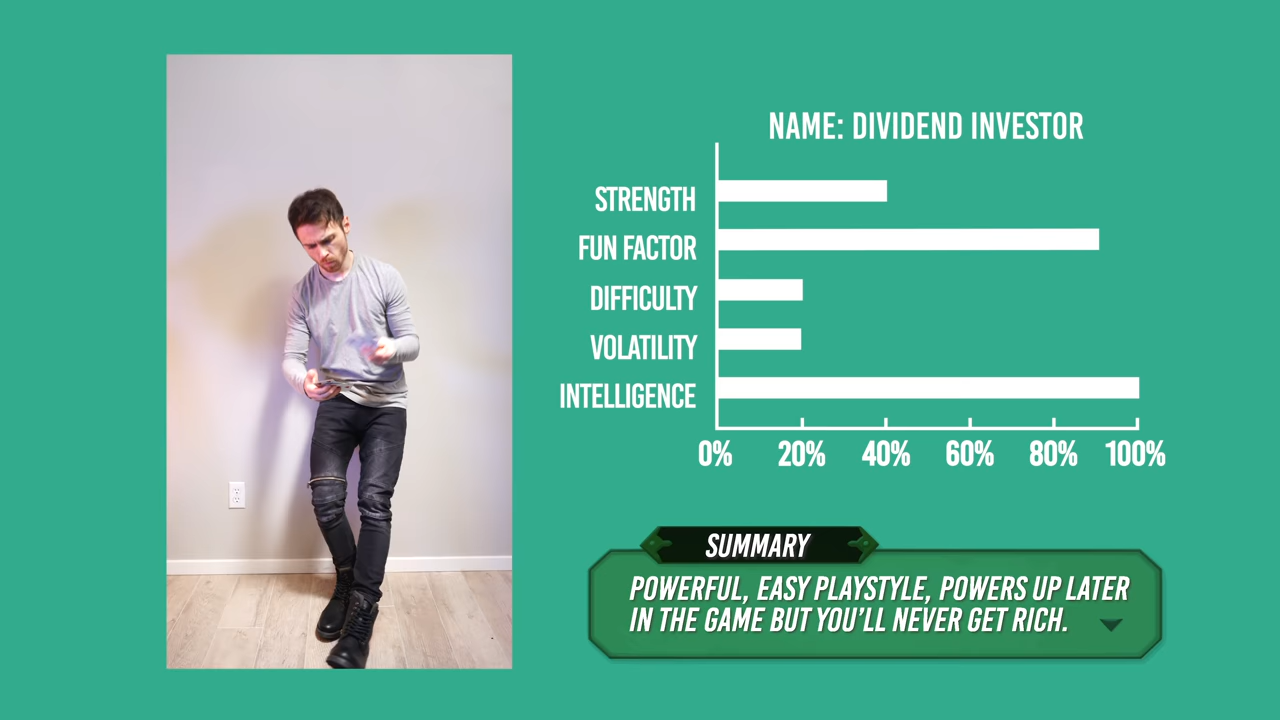 NAME: DIVIDEND INVESTOR
STRENGTH
FUN FACTOR
DIFFICULTY
VOLATILITY
INTELLIGENCE
0% 20% 40% 60% 80% 100%
SUMMARY
POWERFUL, EASY PLAYSTYLE, POWERS UP LATER
IN THE GAME BUT YOU'LL NEVER GET RICH.